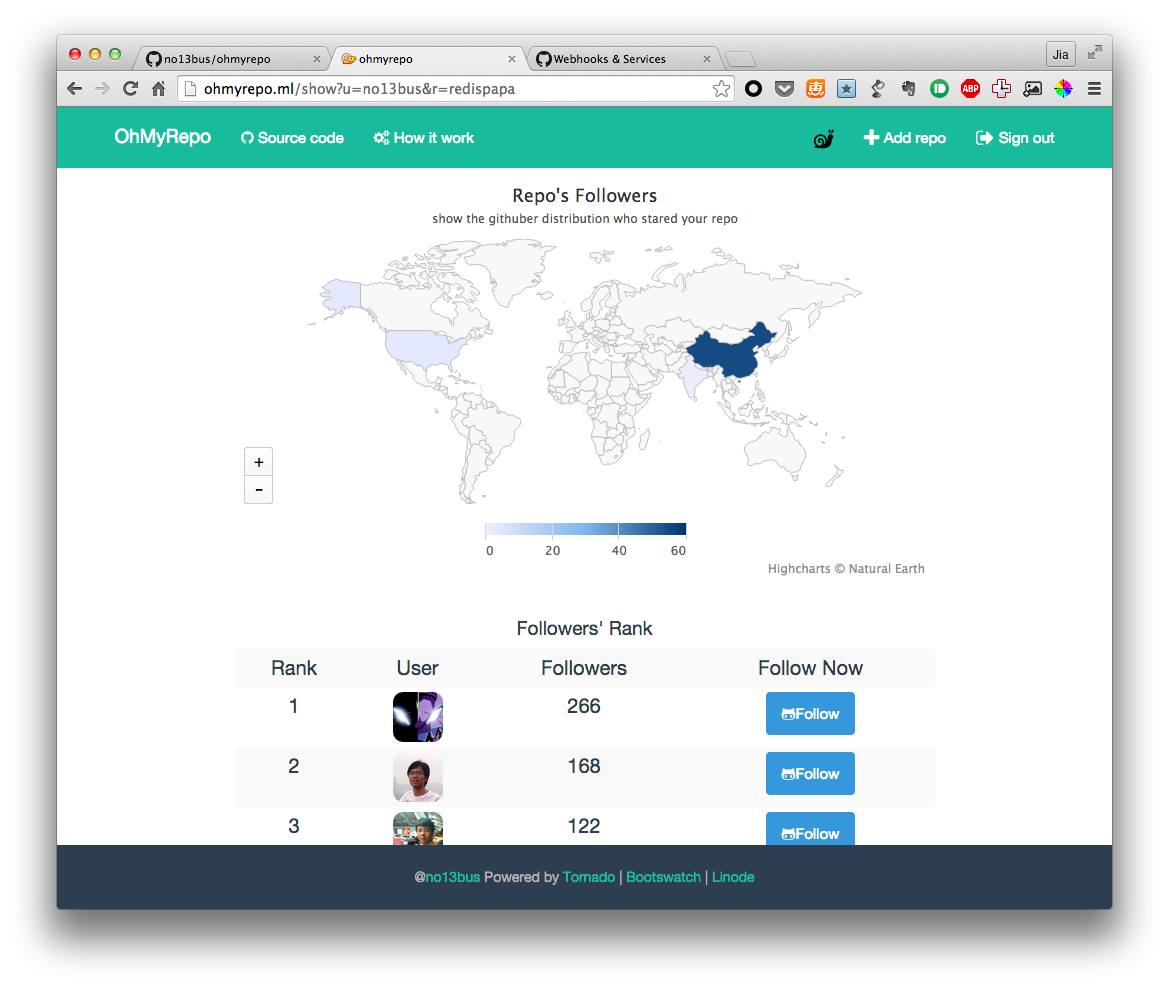 no13bus/ohmyrepo
ohmyrepo
Webhooks & Services
Jia
ohmyrepo.ml/show?u=no13bus&r=redispapa
ABP
OhMyRepo Source code How it work Add repo Sign out
Repo's Followers
show the githuber distribution who stared your repo
+
-
0 20 40 60
Highcharts © Natural Earth
Followers' Rank
Rank User Followers Follow Now
1 266 Follow
2 168 Follow
3 122 Follow
@no13bus Powered by Tornado | Bootswatch | Linode